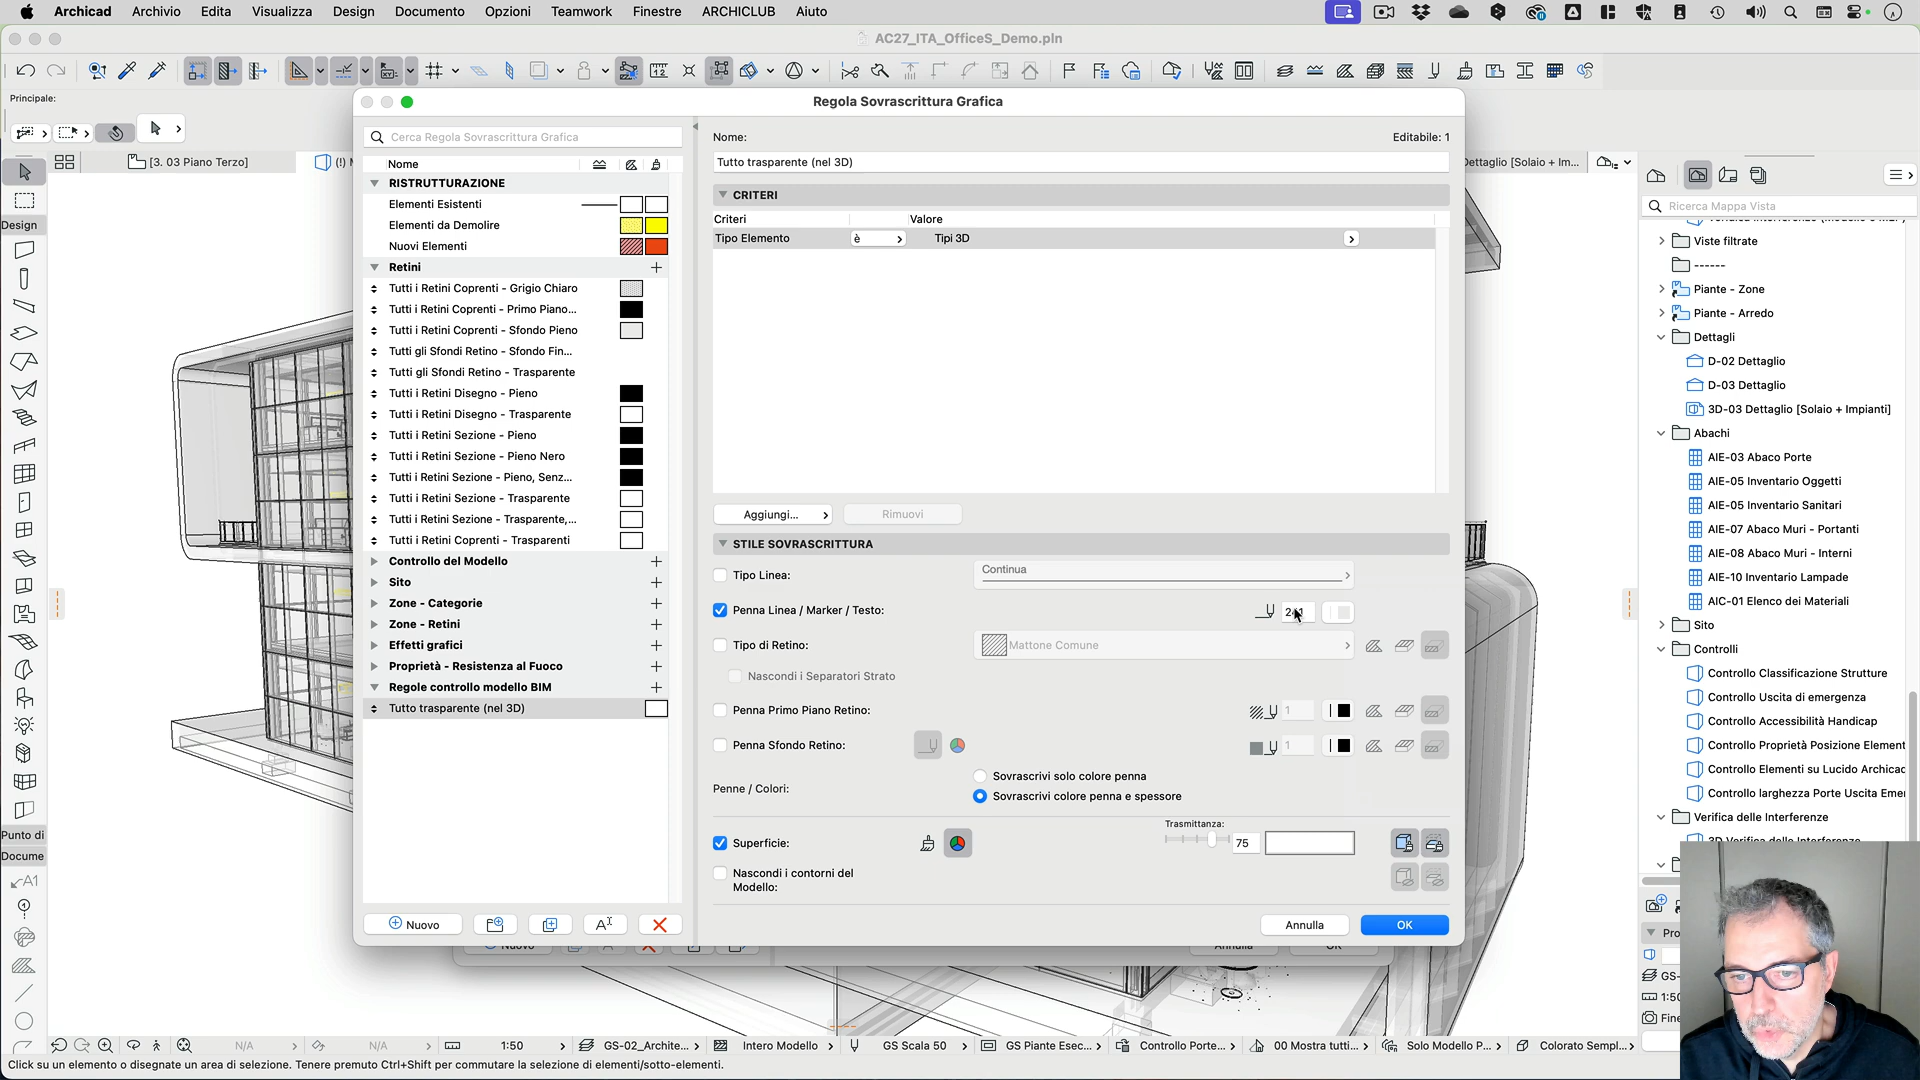 Archicad Archivio Edita Visualizza Design Documento Opzioni Teamwork Finestre ARCHICLUB Aiuto
AC27_ITA_OfficeS_Demo.pln
Principale:
[3. 03 Piano Terzo]
Regola Sovrascrittura Grafica
Cerca Regola Sovrascrittura Grafica
Nome
RISTRUTTURAZIONE
Elementi Esistenti
Elementi da Demolire
Nuovi Elementi
Retini
Tutti i Retini Coprenti - Grigio Chiaro
Tutti i Retini Coprenti - Primo Piano...
Tutti i Retini Coprenti - Sfondo Pieno
Tutti gli Sfondi Retino - Sfondo Fin...
Tutti gli Sfondi Retino - Trasparente
Tutti i Retini Disegno - Pieno
Tutti i Retini Disegno - Trasparente
Tutti i Retini Sezione - Pieno
Tutti i Retini Sezione - Pieno Nero
Tutti i Retini Sezione - Pieno, Senz...
Tutti i Retini Sezione - Trasparente
Tutti i Retini Sezione - Trasparente,...
Tutti i Retini Coprenti - Trasparenti
Controllo del Modello
Sito
Zone - Categorie
Zone - Retini
Effetti grafici
Proprietà - Resistenza al Fuoco
Regole controllo modello BIM
Tutto trasparente (nel 3D)
Nuovo
Nome:
Editabile: 1
Tutto trasparente (nel 3D)
CRITERI
Criteri Valore
Tipo Elemento è Tipi 3D
Aggiungi... Rimuovi
STILE SOVRASCRITTURA
Tipo Linea: Continua
Penna Linea / Marker / Testo:
Tipo di Retino: Mattone Comune
Nascondi i Separatori Strato
Penna Primo Piano Retino: 1
Penna Sfondo Retino: 1
Penne / Colori:
Sovrascrivi solo colore penna
Sovrascrivi colore penna e spessore
Superficie:
Trasmittanza:
75
Nascondi i contorni del
Modello:
Annulla OK
Dettaglio [Solaio + Im...
Ricerca Mappa Vista
Viste filtrate
------
Piante - Zone
Piante - Arredo
Dettagli
D-02 Dettaglio
D-03 Dettaglio
3D-03 Dettaglio [Solaio + Impianti]
Abachi
AIE-03 Abaco Porte
AIE-05 Inventario Oggetti
AIE-05 Inventario Sanitari
AIE-07 Abaco Muri - Portanti
AIE-08 Abaco Muri - Interni
AIE-10 Inventario Lampade
AIC-01 Elenco dei Materiali
Sito
Controlli
Controllo Classificazione Strutture
Controllo Uscita di emergenza
Controllo Accessibilità Handicap
Controllo Proprietà Posizione Element
Controllo Elementi su Lucido Archicad
Controllo larghezza Porte Uscita Eme
Verifica delle Interferenze
Design
Punto di
Docume
N/A N/A 1:50 GS-02_Archite... Intero Modello GS Scala 50 GS Piante Esec... Controllo Porte... 00 Mostra tutti... Solo Modello P... Colorato Sempl...
Click su un elemento o disegnate un area di selezione. Tenere premuto Ctrl+Shift per commutare la selezione di elementi/sotto-elementi.